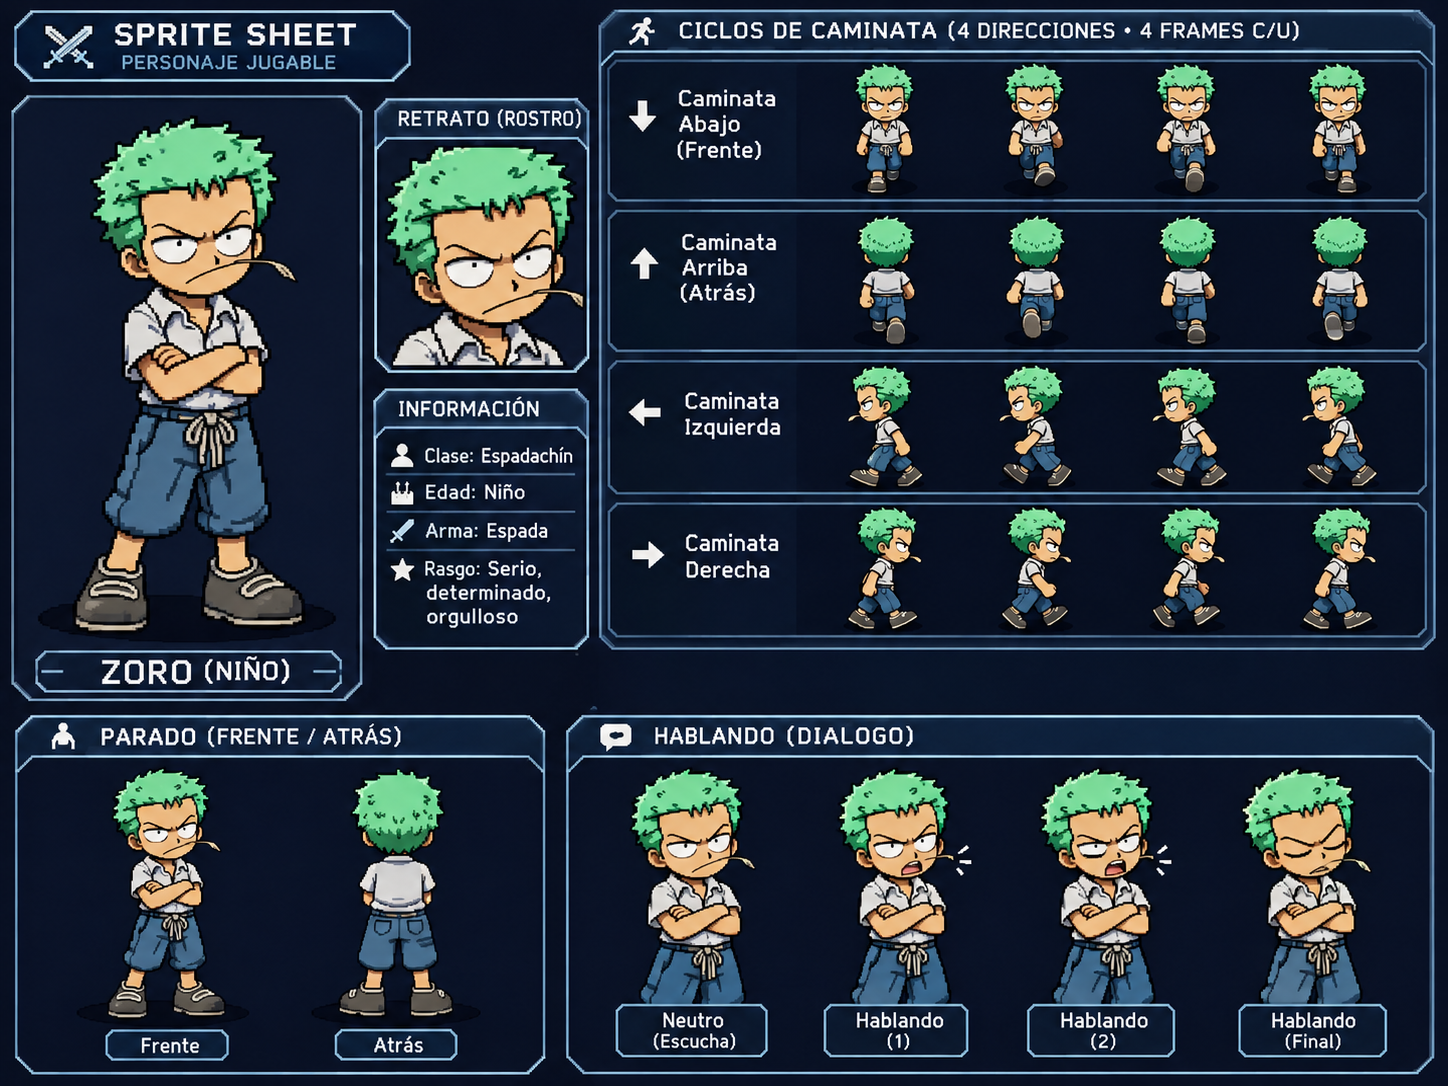 SPRITE SHEET
PERSONAJE JUGABLE
ZORO (NIÑO)
RETRATO (ROSTRO)
INFORMACIÓN
Clase: Espadachín
Edad: Niño
Arma: Espada
Rasgo: Serio,
determinado,
orgulloso
CICLOS DE CAMINATA (4 DIRECCIONES • 4 FRAMES C/U)
Caminata
Abajo
(Frente)
Caminata
Arriba
(Atrás)
Caminata
Izquierda
Caminata
Derecha
PARADO (FRENTE / ATRÁS)
Frente
Atrás
HABLANDO (DIALOGO)
Neutro
(Escucha)
Hablando
(1)
Hablando
(2)
Hablando
(Final)